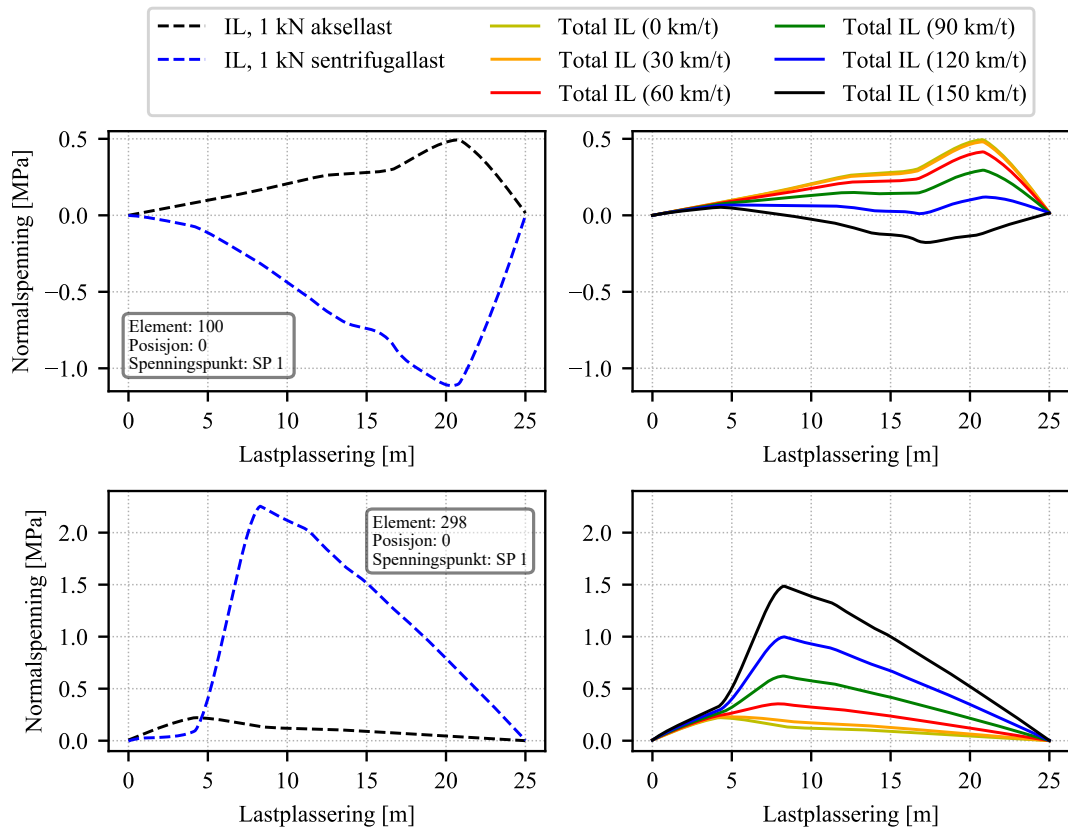 IL, 1 kN aksellast
IL, 1 kN sentrifugallast
Total IL (0 km/t)
Total IL (30 km/t)
Total IL (60 km/t)
Total IL (90 km/t)
Total IL (120 km/t)
Total IL (150 km/t)
Normalspenning [MPa]
0.5
0.0
−0.5
−1.0
Element: 100
Posisjon: 0
Spenningspunkt: SP 1
0 5 10 15 20 25
Lastplassering [m]
0.5
0.0
−0.5
−1.0
0 5 10 15 20 25
Lastplassering [m]
Normalspenning [MPa]
2.0
1.5
1.0
0.5
0.0
Element: 298
Posisjon: 0
Spenningspunkt: SP 1
0 5 10 15 20 25
Lastplassering [m]
2.0
1.5
1.0
0.5
0.0
0 5 10 15 20 25
Lastplassering [m]